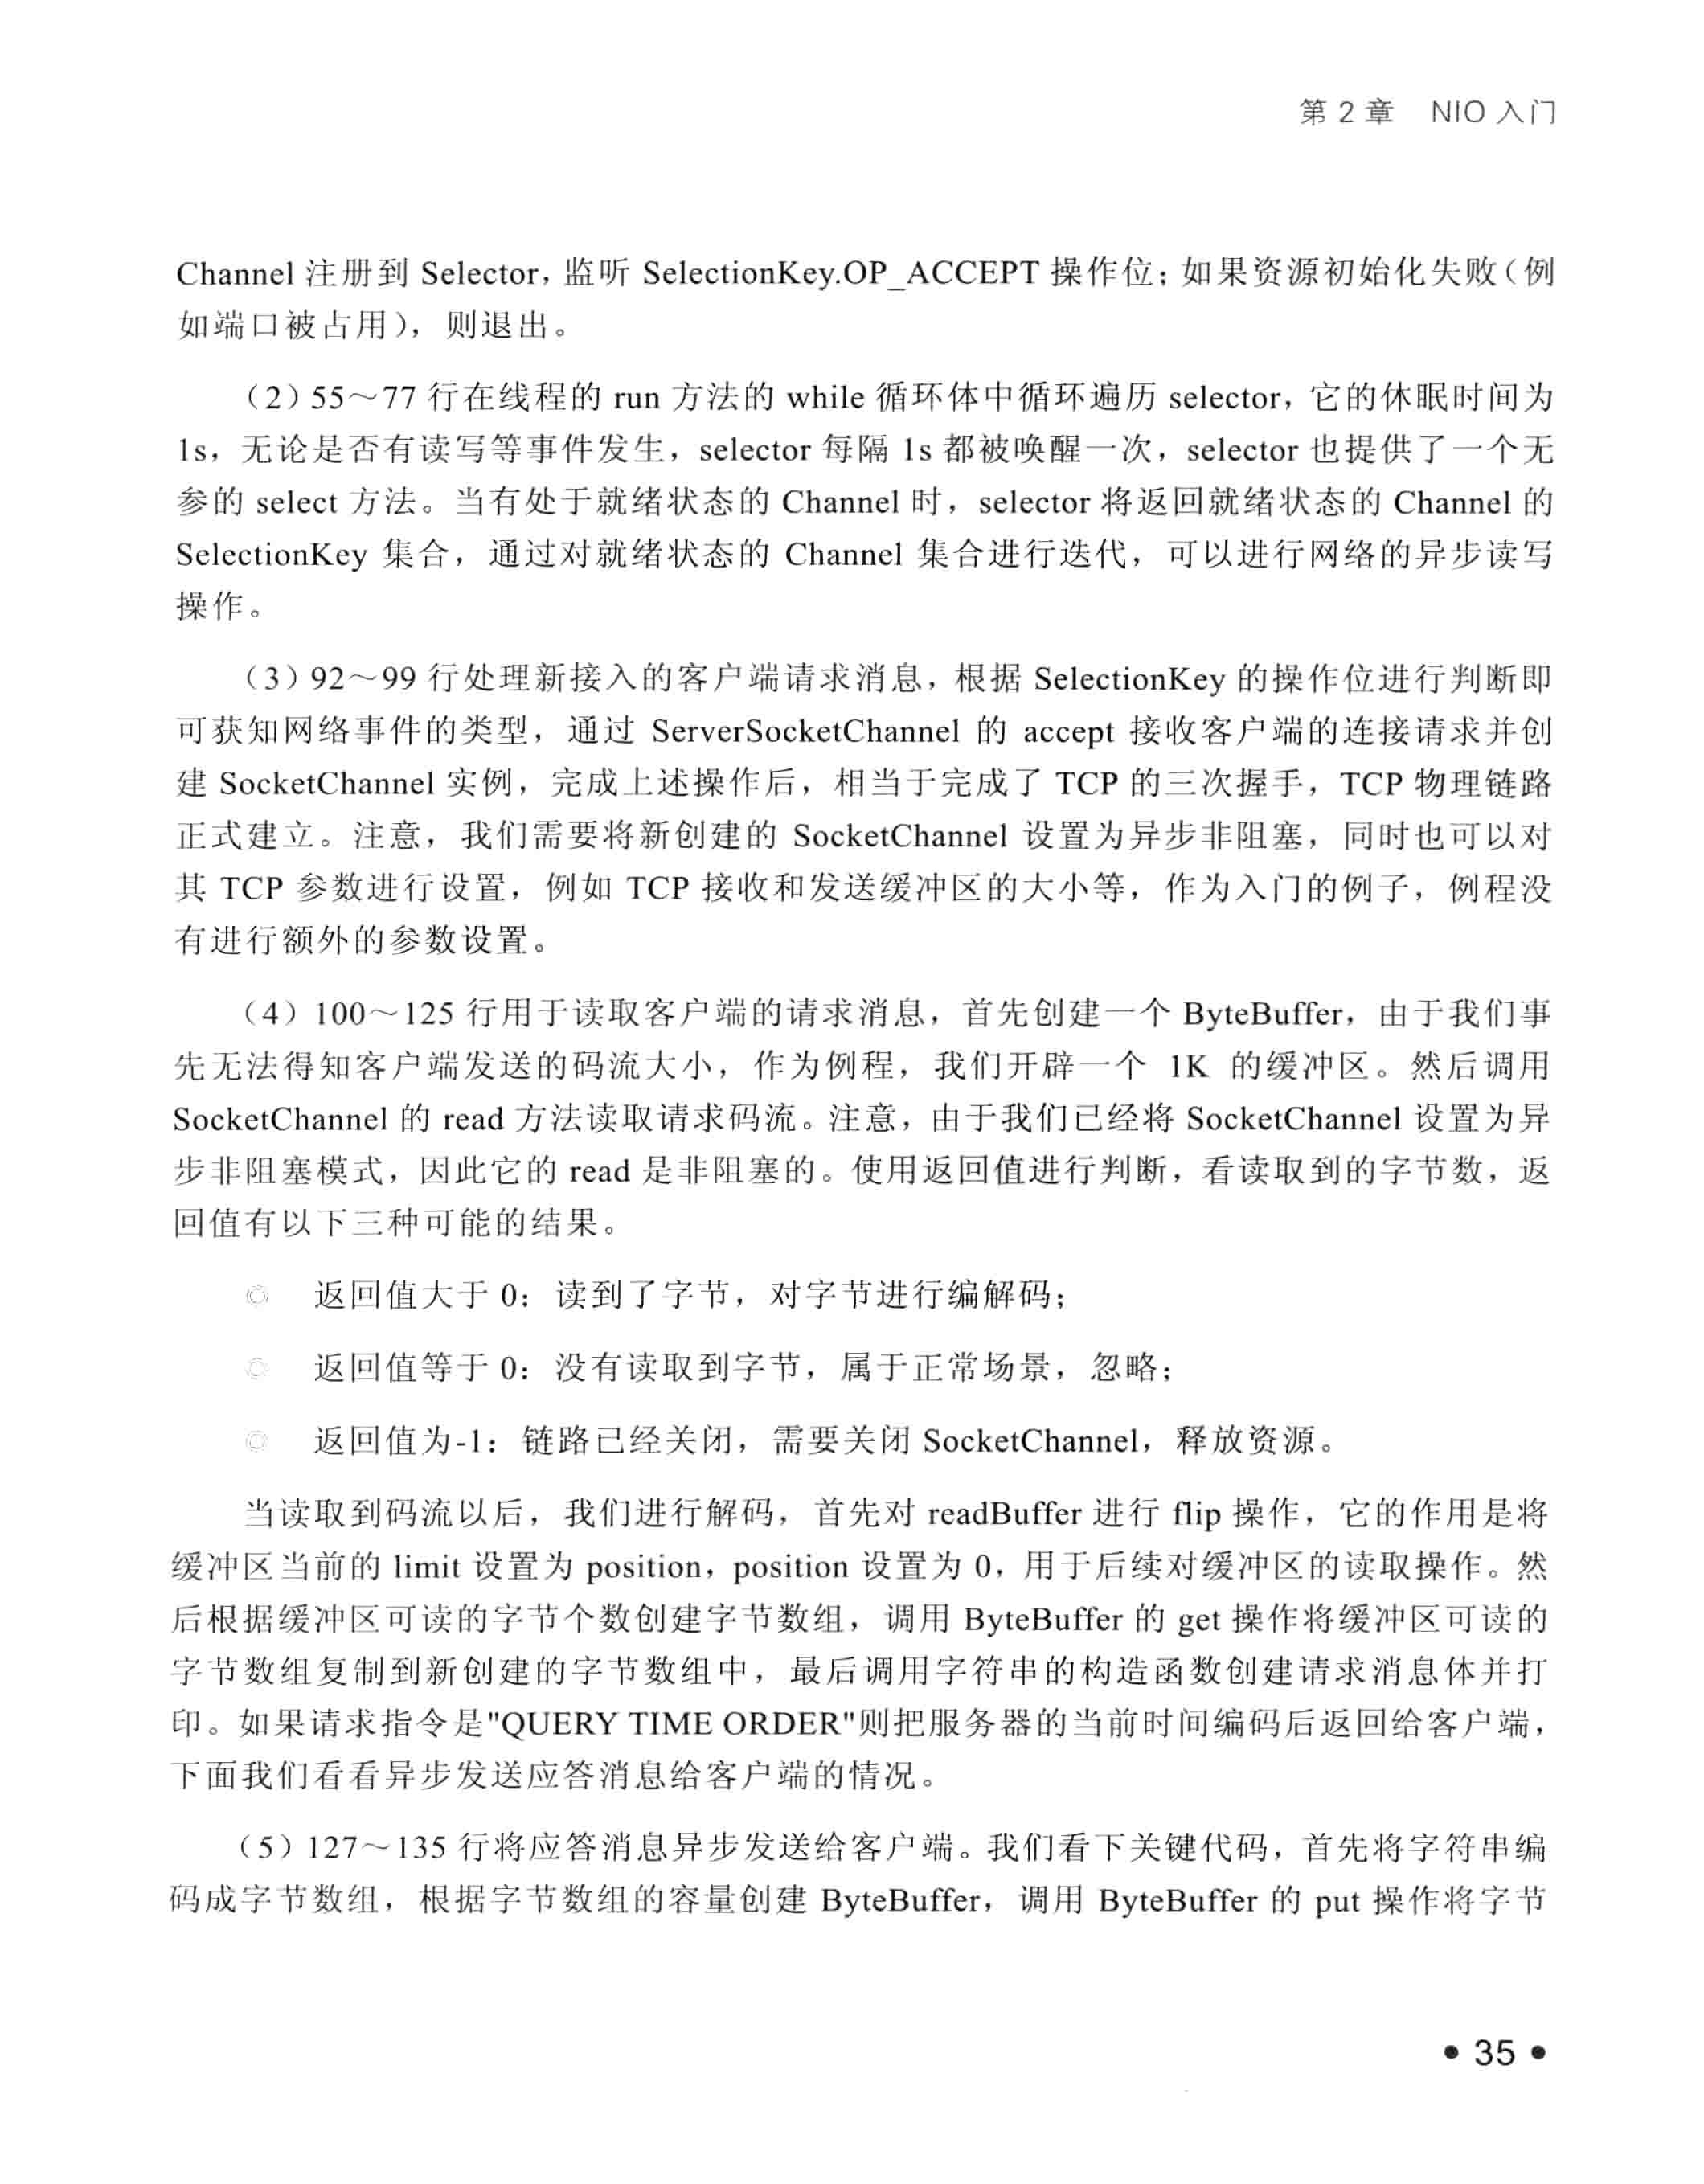 第 2 章 NIO 入门
Channel 注册到 Selector，监听 SelectionKey.OP_ACCEPT 操作位；如果资源初始化失败（例
如端口被占用），则退出。
（2）55～77 行在线程的 run 方法的 while 循环体中循环遍历 selector，它的休眠时间为
1s，无论是否有读写等事件发生，selector 每隔 1s 都被唤醒一次，selector 也提供了一个无
参的 select 方法。当有处于就绪状态的 Channel 时，selector 将返回就绪状态的 Channel 的
SelectionKey 集合，通过对就绪状态的 Channel 集合进行迭代，可以进行网络的异步读写
操作。
（3）92～99 行处理新接入的客户端请求消息，根据 SelectionKey 的操作位进行判断即
可获知网络事件的类型，通过 ServerSocketChannel 的 accept 接收客户端的连接请求并创
建 SocketChannel 实例，完成上述操作后，相当于完成了 TCP 的三次握手，TCP 物理链路
正式建立。注意，我们需要将新创建的 SocketChannel 设置为异步非阻塞，同时也可以对
其 TCP 参数进行设置，例如 TCP 接收和发送缓冲区的大小等，作为入门的例子，例程没
有进行额外的参数设置。
（4）100～125 行用于读取客户端的请求消息，首先创建一个 ByteBuffer，由于我们事
先无法得知客户端发送的码流大小，作为例程，我们开辟一个 1K 的缓冲区。然后调用
SocketChannel 的 read 方法读取请求码流。注意，由于我们已经将 SocketChannel 设置为异
步非阻塞模式，因此它的 read 是非阻塞的。使用返回值进行判断，看读取到的字节数，返
回值有以下三种可能的结果。
◎ 返回值大于 0：读到了字节，对字节进行编解码；
◎ 返回值等于 0：没有读取到字节，属于正常场景，忽略；
◎ 返回值为-1：链路已经关闭，需要关闭 SocketChannel，释放资源。
当读取到码流以后，我们进行解码，首先对 readBuffer 进行 flip 操作，它的作用是将
缓冲区当前的 limit 设置为 position，position 设置为 0，用于后续对缓冲区的读取操作。然
后根据缓冲区可读的字节个数创建字节数组，调用 ByteBuffer 的 get 操作将缓冲区可读的
字节数组复制到新创建的字节数组中，最后调用字符串的构造函数创建请求消息体并打
印。如果请求指令是"QUERY TIME ORDER"则把服务器的当前时间编码后返回给客户端，
下面我们看看异步发送应答消息给客户端的情况。
（5）127～135 行将应答消息异步发送给客户端。我们看下关键代码，首先将字符串编
码成字节数组，根据字节数组的容量创建 ByteBuffer，调用 ByteBuffer 的 put 操作将字节
• 35 •